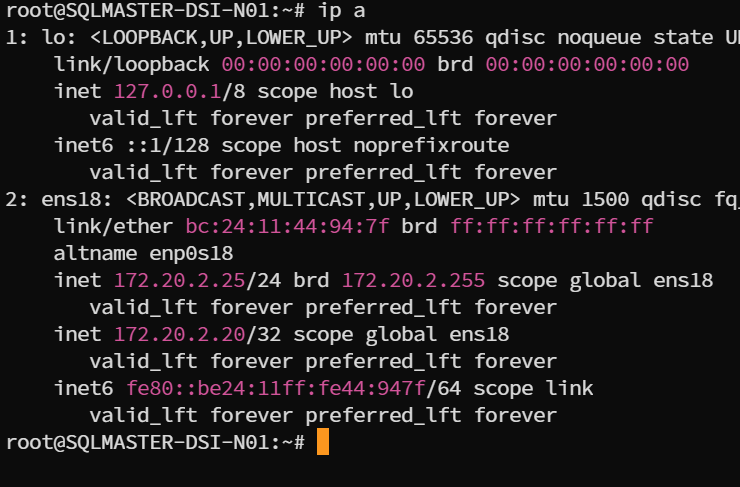 root@SQLMASTER-DSI-N01:~# ip a
1: lo: <LOOPBACK,UP,LOWER_UP> mtu 65536 qdisc noqueue state U
link/loopback 00:00:00:00:00:00 brd 00:00:00:00:00:00
inet 127.0.0.1/8 scope host lo
valid_lft forever preferred_lft forever
inet6 ::1/128 scope host noprefixroute
valid_lft forever preferred_lft forever
2: ens18: <BROADCAST,MULTICAST,UP,LOWER_UP> mtu 1500 qdisc fq_
link/ether bc:24:11:44:94:7f brd ff:ff:ff:ff:ff:ff
altname enp0s18
inet 172.20.2.25/24 brd 172.20.2.255 scope global ens18
valid_lft forever preferred_lft forever
inet 172.20.2.20/32 scope global ens18
valid_lft forever preferred_lft forever
inet6 fe80::be24:11ff:fe44:947f/64 scope link
valid_lft forever preferred_lft forever
root@SQLMASTER-DSI-N01:~#